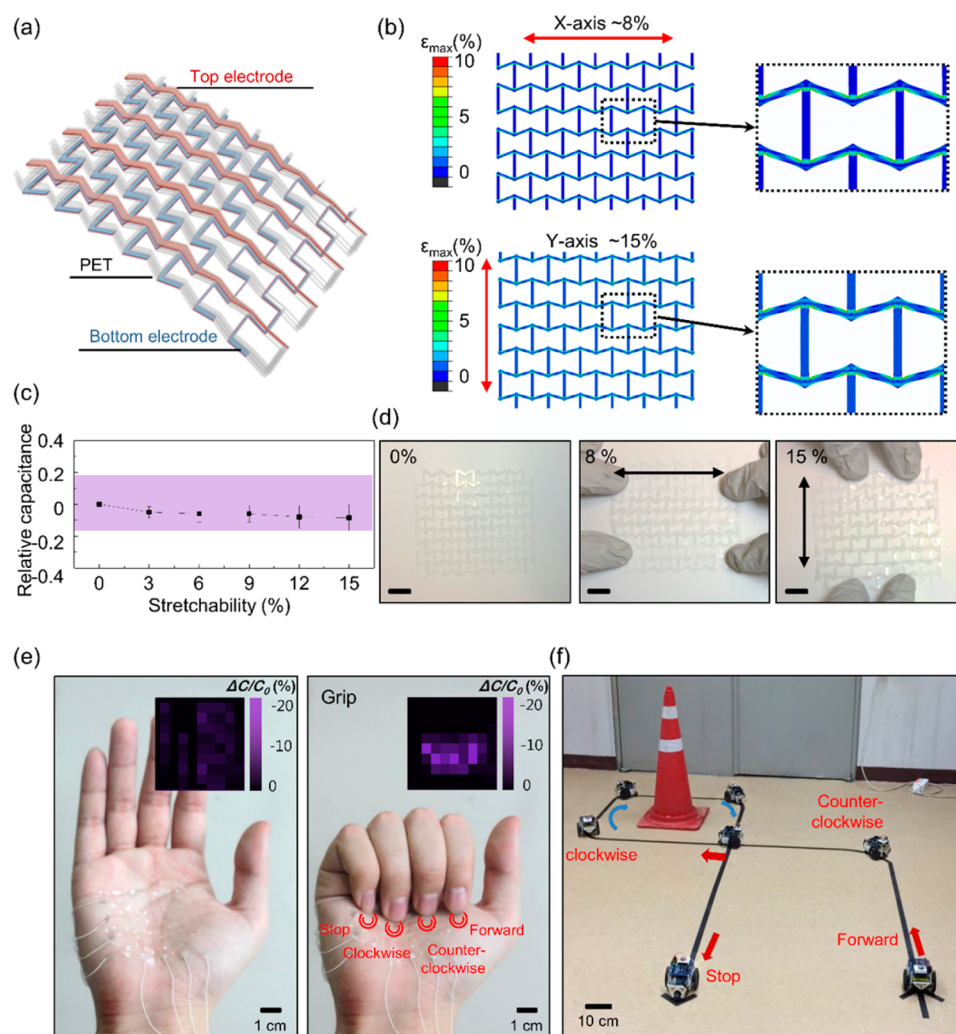 (a)
Top electrode
PET
Bottom electrode
(b)
X-axis ~8%
εmax(%)
10
5
0
Y-axis ~15%
εmax(%)
10
5
0
(c)
0.4
0.2
0
-0.2
-0.4
Relative capacitance
0 3 6 9 12 15
Stretchability (%)
(d)
0%
8 %
15 %
(e)
ΔC/C0 (%)
-20
-10
0
1 cm
Grip
ΔC/C0 (%)
-20
-10
0
Stop
Clockwise
Counter-
clockwise
Forward
1 cm
(f)
Counter-
clockwise
clockwise
Forward
Stop
10 cm